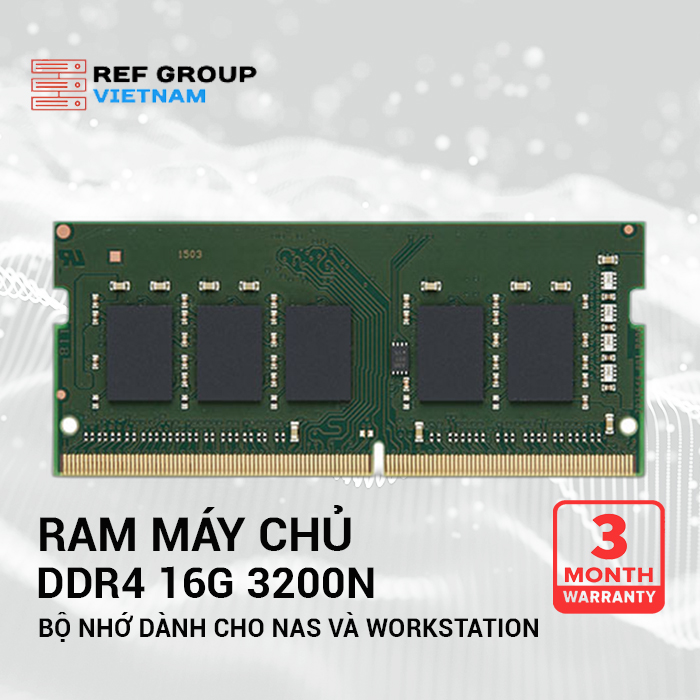 REF GROUP
VIETNAM
1503
RAM MÁY CHỦ
DDR4 16G 3200N
BỘ NHỚ DÀNH CHO NAS VÀ WORKSTATION
3
MONTH
WARRANTY